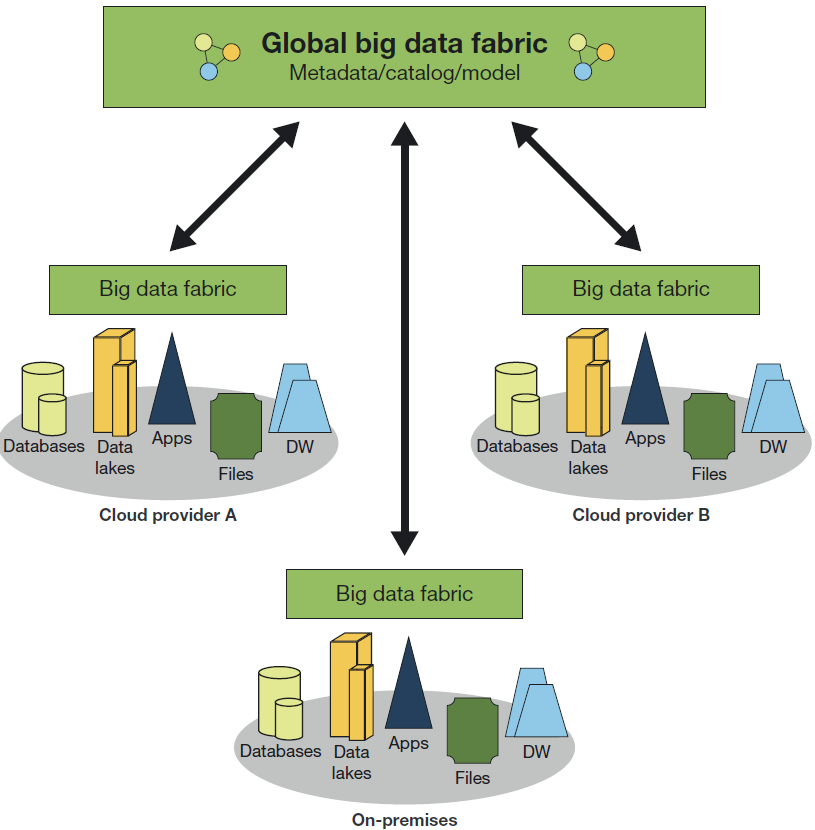 Global big data fabric
Metadata/catalog/model
Big data fabric
Databases
Data
lakes
Apps
Files
DW
Cloud provider A
Big data fabric
Databases
Data
lakes
Apps
Files
DW
Cloud provider B
Big data fabric
Databases
Data
lakes
Apps
Files
DW
On-premises